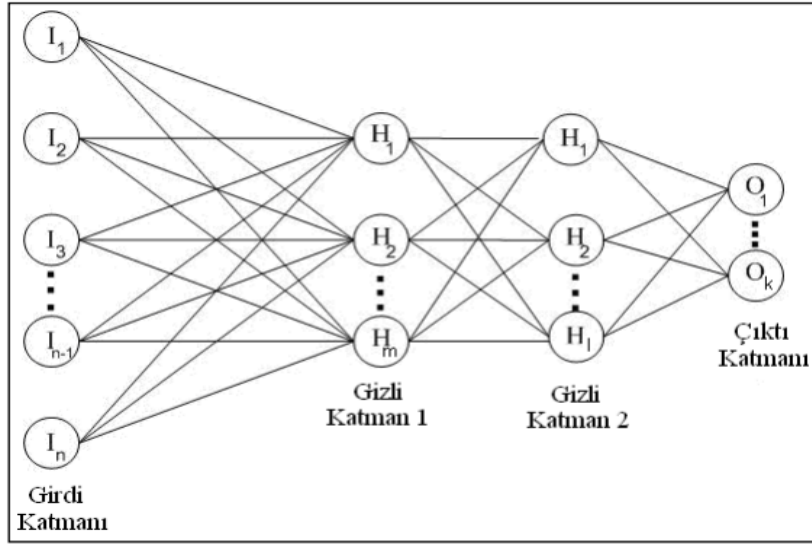 I1
I2
I3
In-1
In
Girdi
Katmanı
H1
H2
Hm
Gizli
Katman 1
H1
H2
Hl
Gizli
Katman 2
O1
Ok
Çıktı
Katmanı